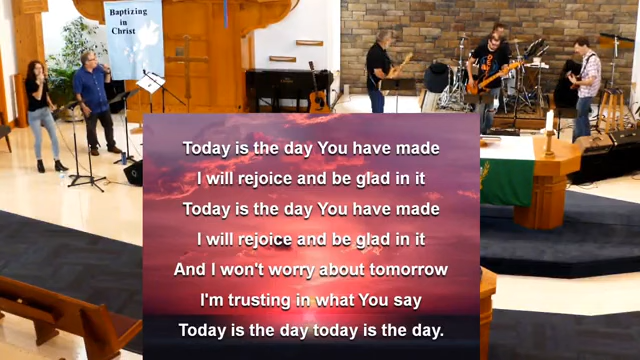 Baptizing
in
Christ
Today is the day You have made
I will rejoice and be glad in it
Today is the day You have made
I will rejoice and be glad in it
And I won't worry about tomorrow
I'm trusting in what You say
Today is the day today is the day.